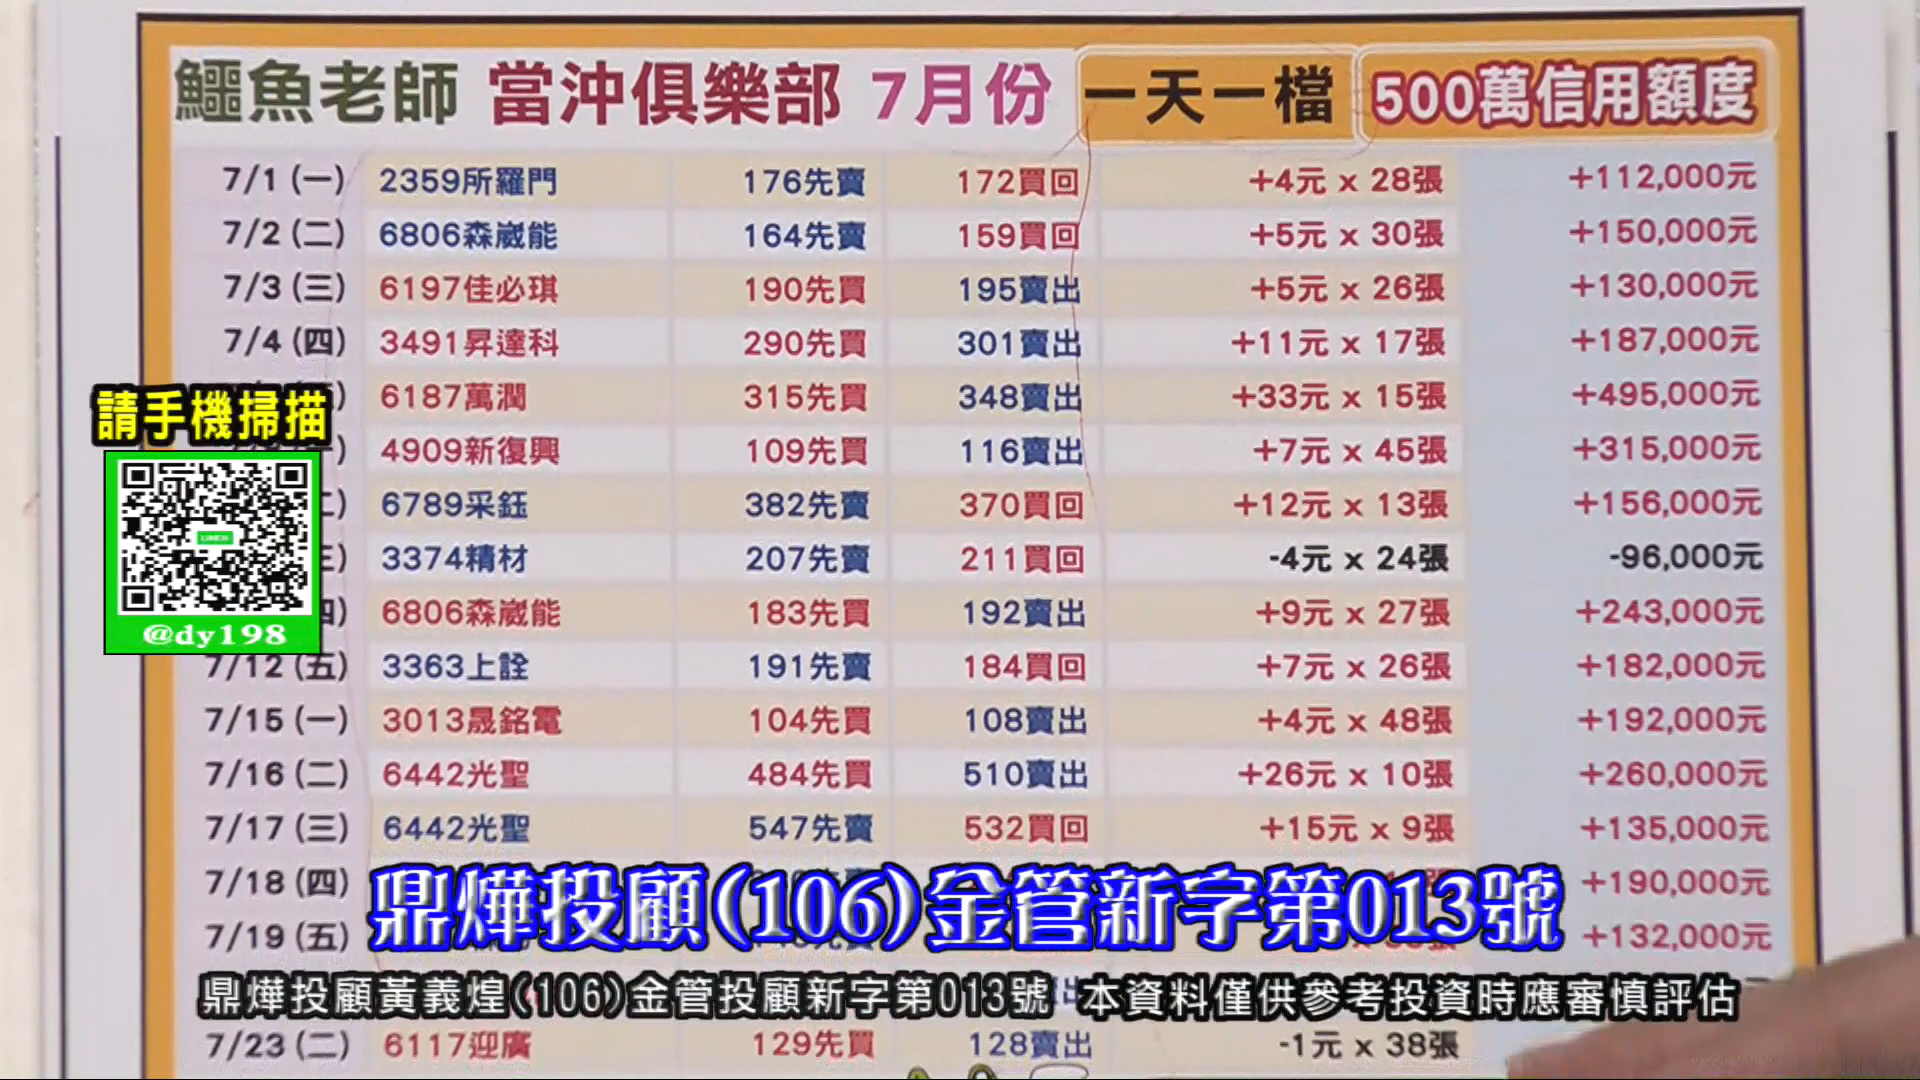 鱷魚老師 當沖俱樂部 7月份 一天一檔 500萬信用額度
7/1 (一) 2359所羅門 176先賣 172買回 +4元 x 28張 +112,000元
7/2 (二) 6806森崴能 164先賣 159買回 +5元 x 30張 +150,000元
7/3 (三) 6197佳必琪 190先買 195賣出 +5元 x 26張 +130,000元
7/4 (四) 3491昇達科 290先買 301賣出 +11元 x 17張 +187,000元
6187萬潤 315先買 348賣出 +33元 x 15張 +495,000元
請手機掃描
4909新復興 109先買 116賣出 +7元 x 45張 +315,000元
6789采鈺 382先賣 370買回 +12元 x 13張 +156,000元
3374精材 207先賣 211買回 -4元 x 24張 -96,000元
6806森崴能 183先買 192賣出 +9元 x 27張 +243,000元
@dy198
7/12 (五) 3363上詮 191先賣 184買回 +7元 x 26張 +182,000元
7/15 (一) 3013晟銘電 104先買 108賣出 +4元 x 48張 +192,000元
7/16 (二) 6442光聖 484先買 510賣出 +26元 x 10張 +260,000元
7/17 (三) 6442光聖 547先賣 532買回 +15元 x 9張 +135,000元
7/18 (四) +190,000元
鼎燁投顧(106)金管新字第013號
7/19 (五) +132,000元
鼎燁投顧黃義煌(106)金管投顧新字第013號 本資料僅供參考投資時應審慎評估
7/23 (二) 6117迎廣 129先買 128賣出 -1元 x 38張